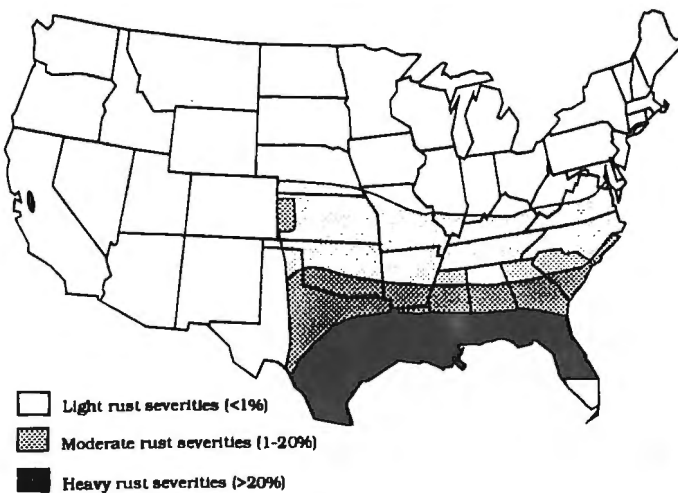 Light rust severities (<1%)
Moderate rust severities (1-20%)
Heavy rust severities (>20%)